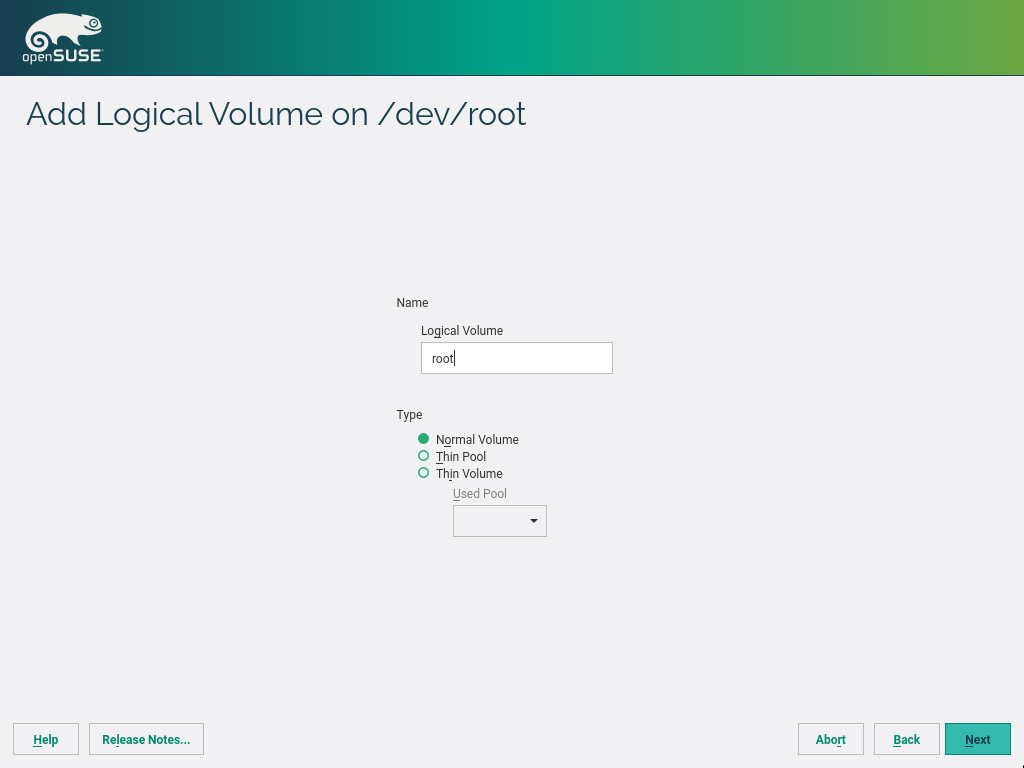 openSUSE
Add Logical Volume on /dev/root
Name
Logical Volume
root
Type
Normal Volume
Thin Pool
Thin Volume
Used Pool
Help Release Notes... Abort Back Next